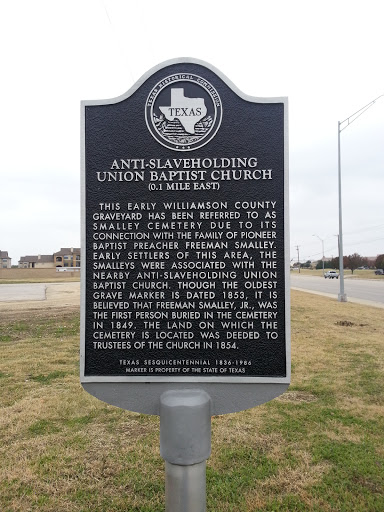 TEXAS HISTORICAL COMMISSION
TEXAS
ANTI-SLAVEHOLDING
UNION BAPTIST CHURCH
(0.1 MILE EAST)
THIS EARLY WILLIAMSON COUNTY
GRAVEYARD HAS BEEN REFERRED TO AS
SMALLEY CEMETERY DUE TO ITS
CONNECTION WITH THE FAMILY OF PIONEER
BAPTIST PREACHER FREEMAN SMALLEY.
EARLY SETTLERS OF THIS AREA, THE
SMALLEYS WERE ASSOCIATED WITH THE
NEARBY ANTI-SLAVEHOLDING UNION
BAPTIST CHURCH. THOUGH THE OLDEST
GRAVE MARKER IS DATED 1853, IT IS
BELIEVED THAT FREEMAN SMALLEY, JR. WAS
THE FIRST PERSON BURIED IN THE CEMETERY
IN 1849. THE LAND ON WHICH THE
CEMETERY IS LOCATED WAS DEEDED TO
TRUSTEES OF THE CHURCH IN 1854.
TEXAS SESQUICENTENNIAL 1836-1986
MARKER IS PROPERTY OF THE STATE OF TEXAS